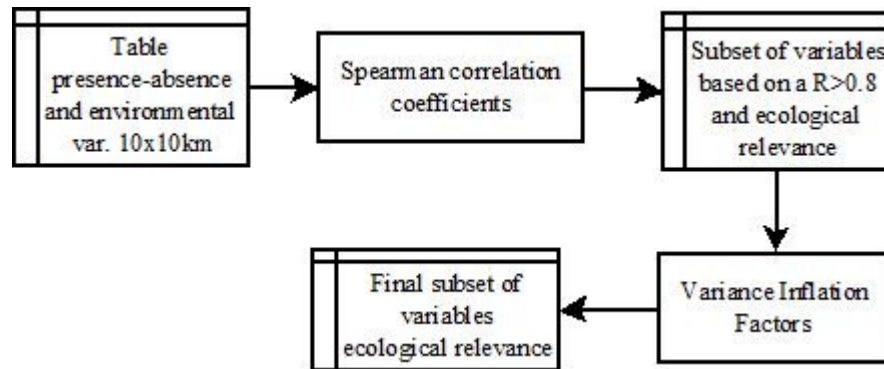 Table
presence-absence
and environmental
var. 10x10km
Spearman correlation
coefficients
Subset of variables
based on a R>0.8
and ecological
relevance
Variance Inflation
Factors
Final subset of
variables
ecological relevance